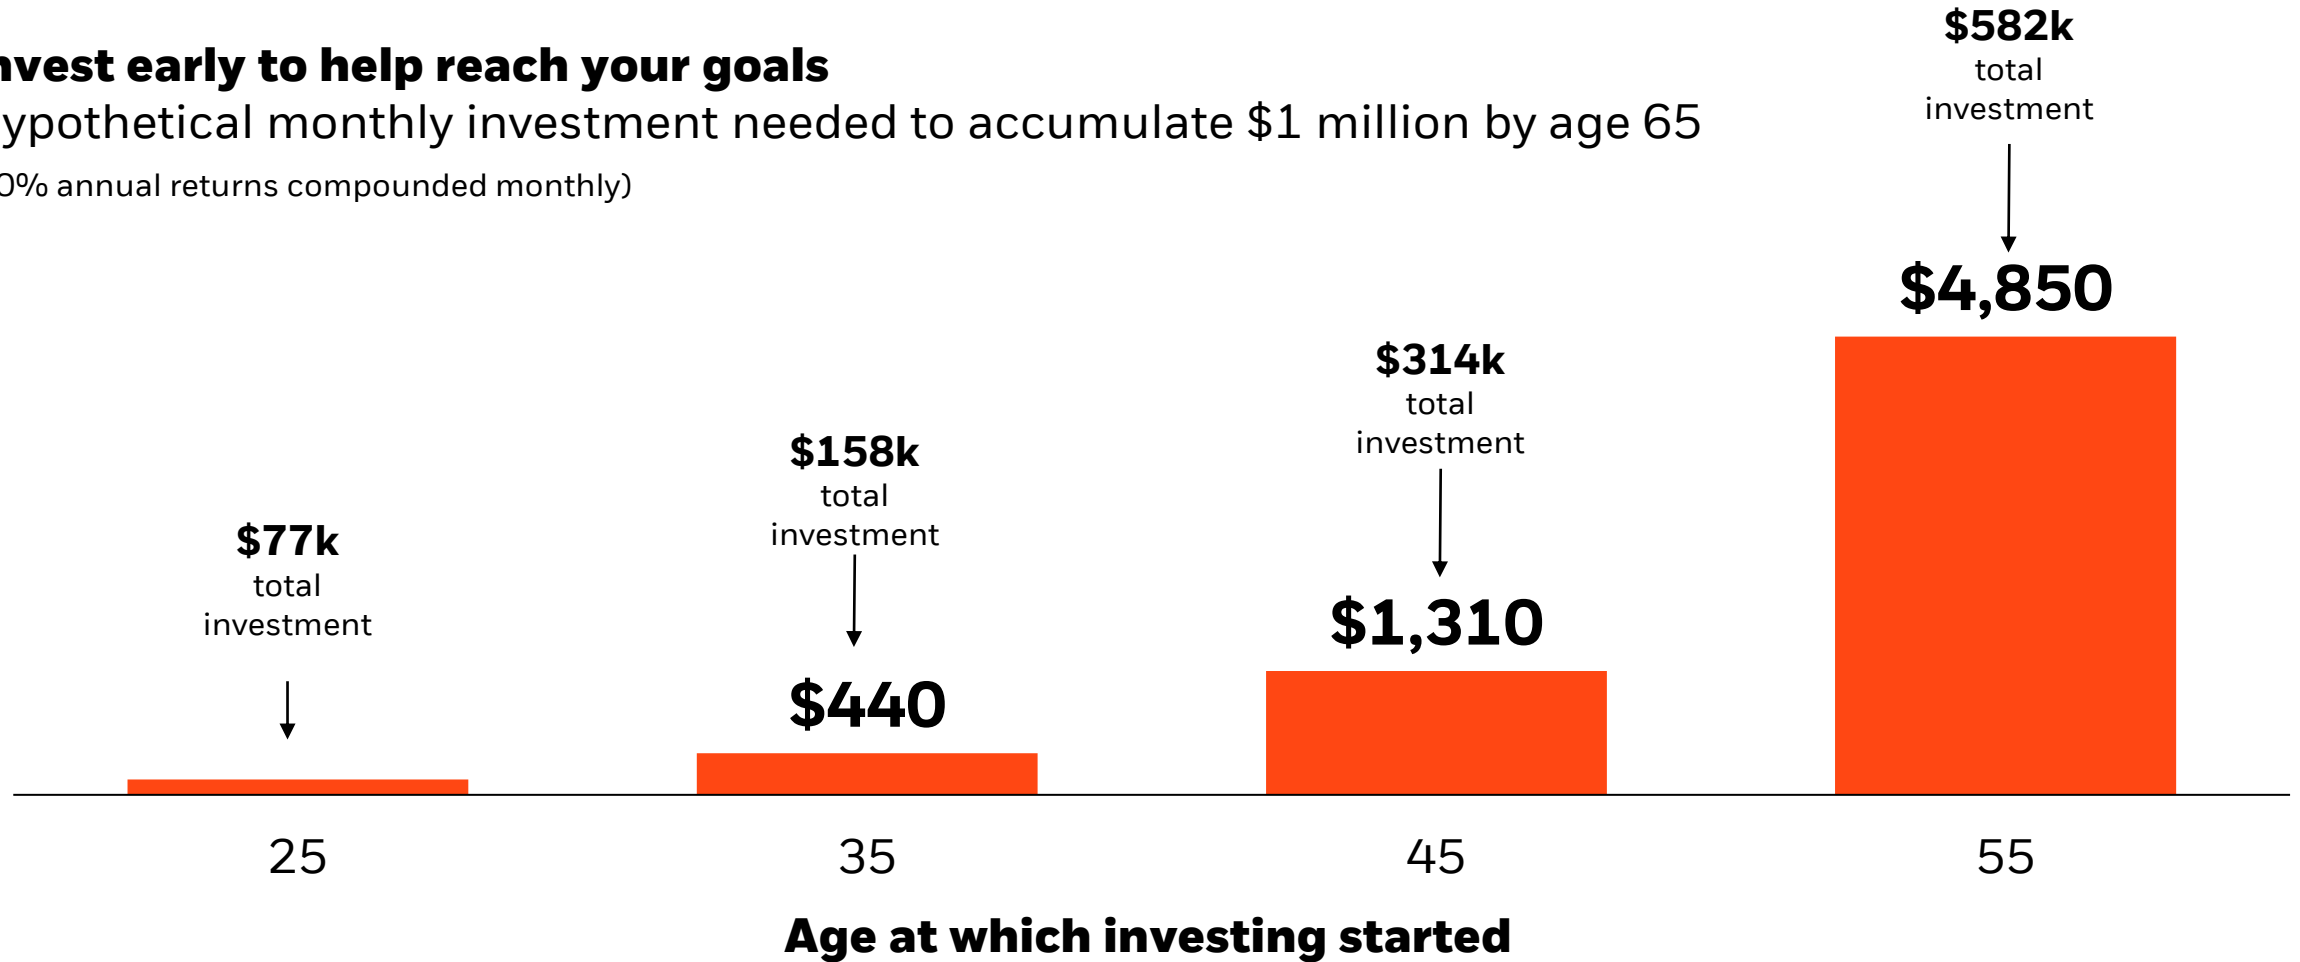 nvest early to help reach your goals
ypothetical monthly investment needed to accumulate $1 million by age 65
0% annual returns compounded monthly)
$582k
total
investment
$4,850
$314k
total
investment
$1,310
$158k
total
investment
$440
$77k
total
investment
25
35
45
55
Age at which investing started